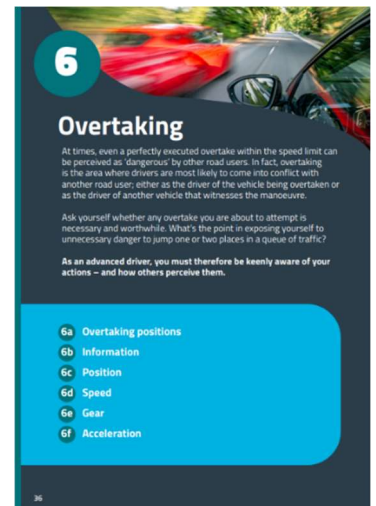 6
Overtaking
At times, even a perfectly executed overtake within the speed limit can
be perceived as ‘dangerous’ by other road users. In fact, overtaking
is the area where drivers are most likely to come into conflict with
another road user; either as the driver of the vehicle being overtaken or
as the driver of another vehicle that witnesses the manoeuvre.
Ask yourself whether any overtake you are about to attempt is
necessary and worthwhile. What’s the point in exposing yourself to
unnecessary danger to jump one or two places in a queue of traffic?
As an advanced driver, you must therefore be keenly aware of your
actions – and how others perceive them.
6a Overtaking positions
6b Information
6c Position
6d Speed
6e Gear
6f Acceleration
36